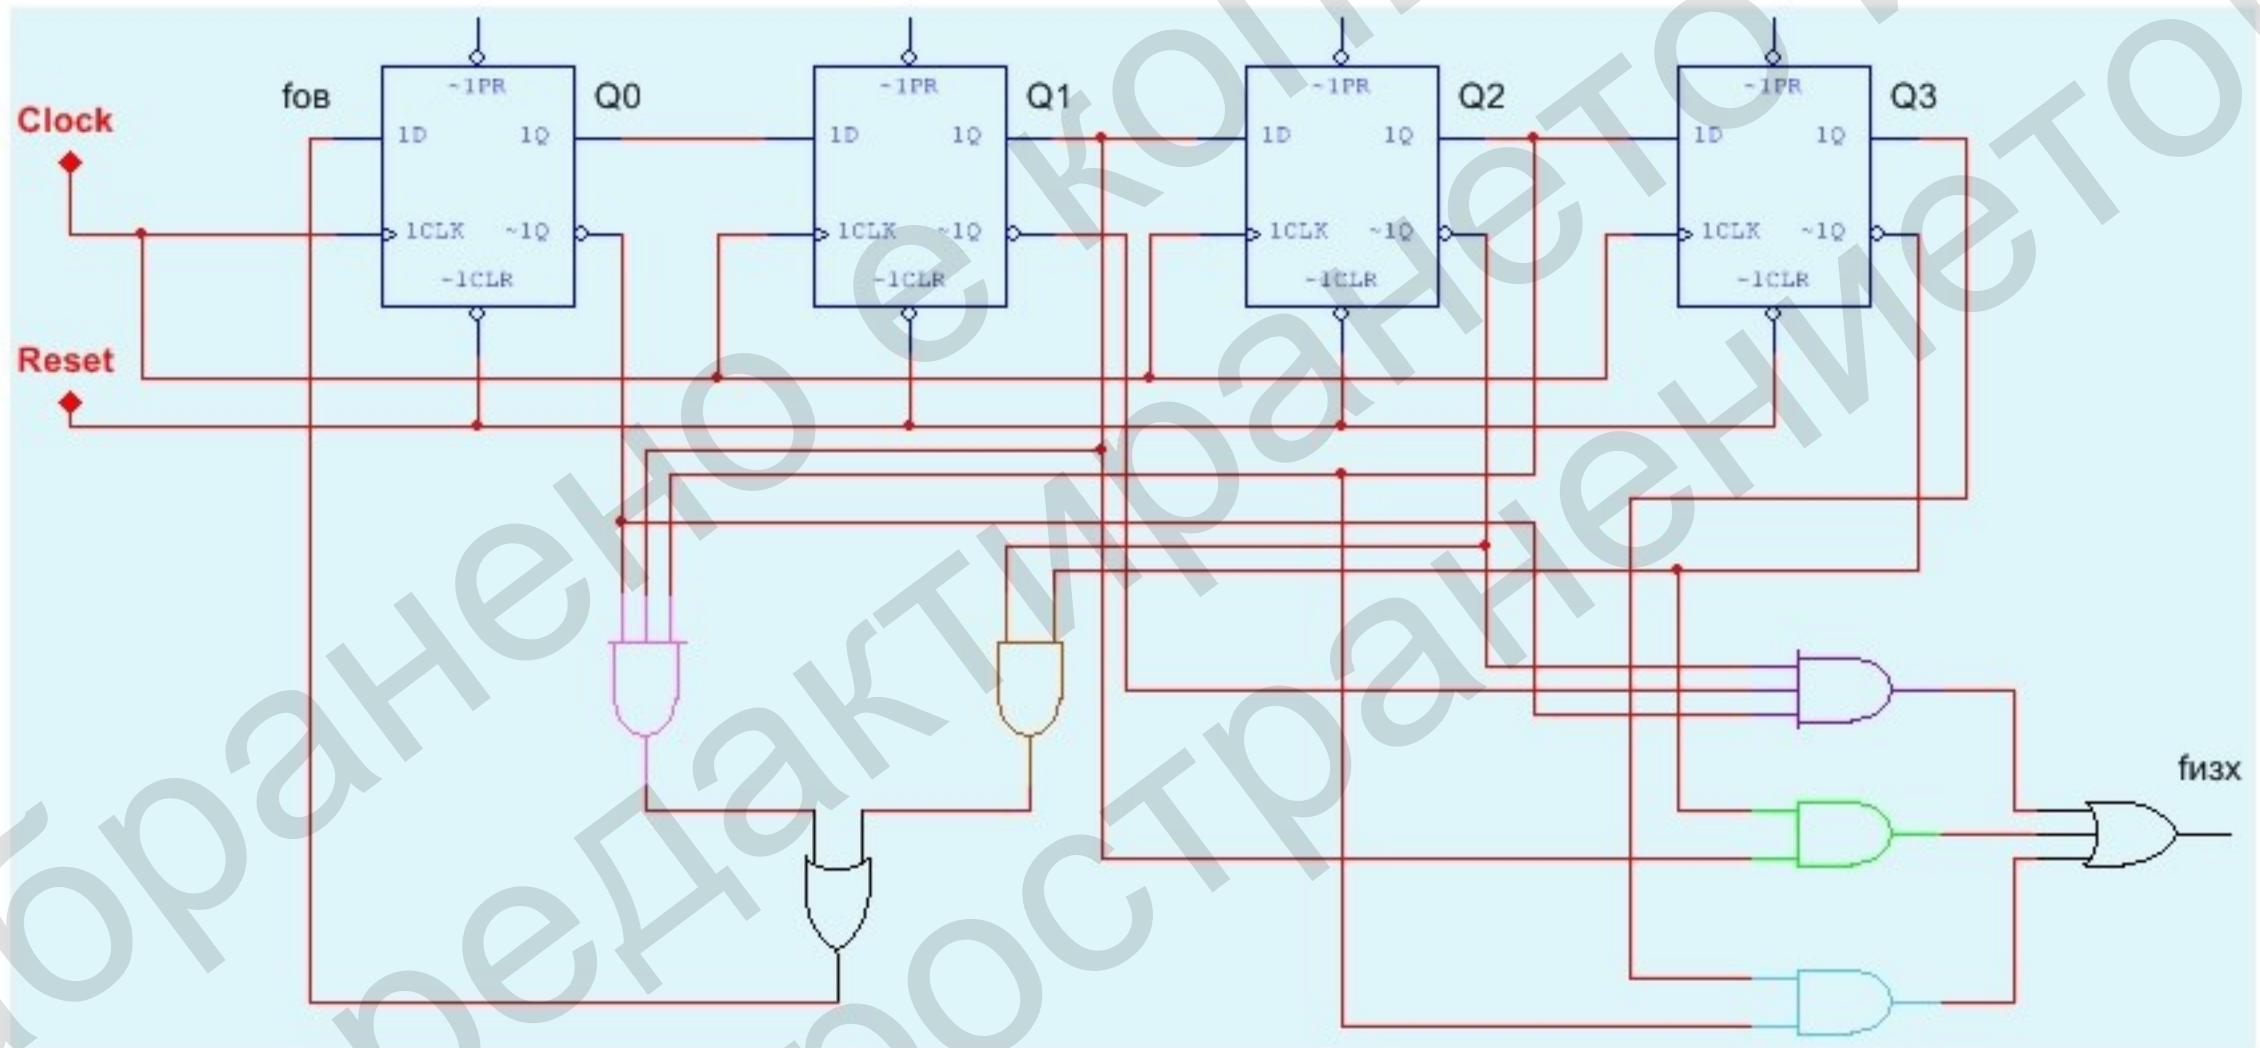 ~1PR ~1PR ~1PR ~1PR
fов Q0 Q1 Q2 Q3
Clock
1D 1Q 1D 1Q 1D 1Q 1D 1Q
1CLK ~1Q 1CLK ~1Q 1CLK ~1Q 1CLK ~1Q
~1CLR ~1CLR ~1CLR ~1CLR
Reset
fизх